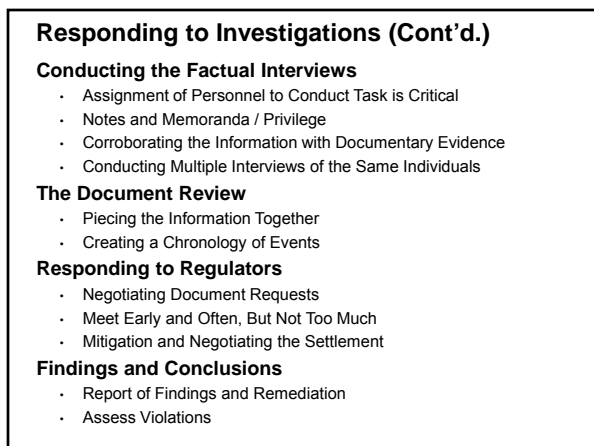 Responding to Investigations (Cont'd.)
Conducting the Factual Interviews
• Assignment of Personnel to Conduct Task is Critical
• Notes and Memoranda / Privilege
• Corroborating the Information with Documentary Evidence
• Conducting Multiple Interviews of the Same Individuals
The Document Review
• Piecing the Information Together
• Creating a Chronology of Events
Responding to Regulators
• Negotiating Document Requests
• Meet Early and Often, But Not Too Much
• Mitigation and Negotiating the Settlement
Findings and Conclusions
• Report of Findings and Remediation
• Assess Violations